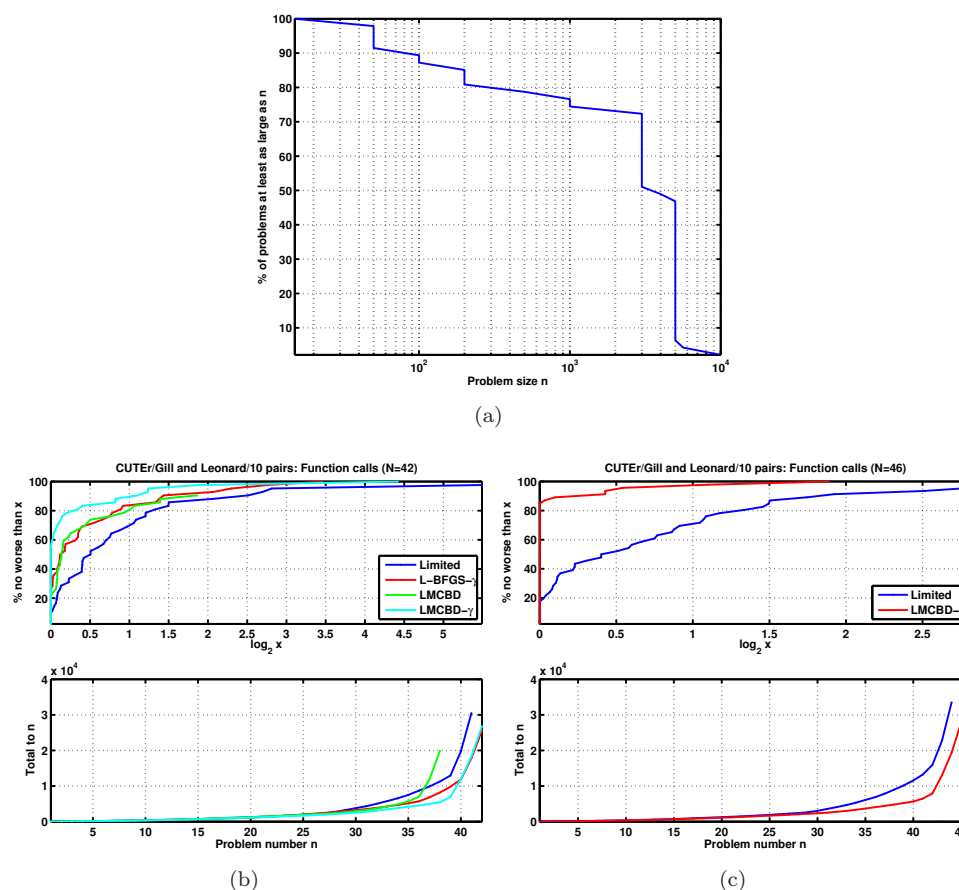 100
90
80
70
60
50
40
30
20
10
% of problems at least as large as n
10^2
10^3
10^4
Problem size n
(a)
CUTEr/Gill and Leonard/10 pairs: Function calls (N=42)
100
80
60
40
20
% no worse than x
Limited
L−BFGS−γ
LMCBD
LMCBD−γ
0 0.5 1 1.5 2 2.5 3 3.5 4 4.5 5
log₂ x
x 10^4
4
3
2
1
0
Total to n
5 10 15 20 25 30 35 40
Problem number n
(b)
CUTEr/Gill and Leonard/10 pairs: Function calls (N=46)
100
80
60
40
20
% no worse than x
Limited
LMCBD−
0 0.5 1 1.5 2 2.5
log₂ x
x 10^4
4
3
2
1
0
Total to n
5 10 15 20 25 30 35 40
Problem number n
(c)